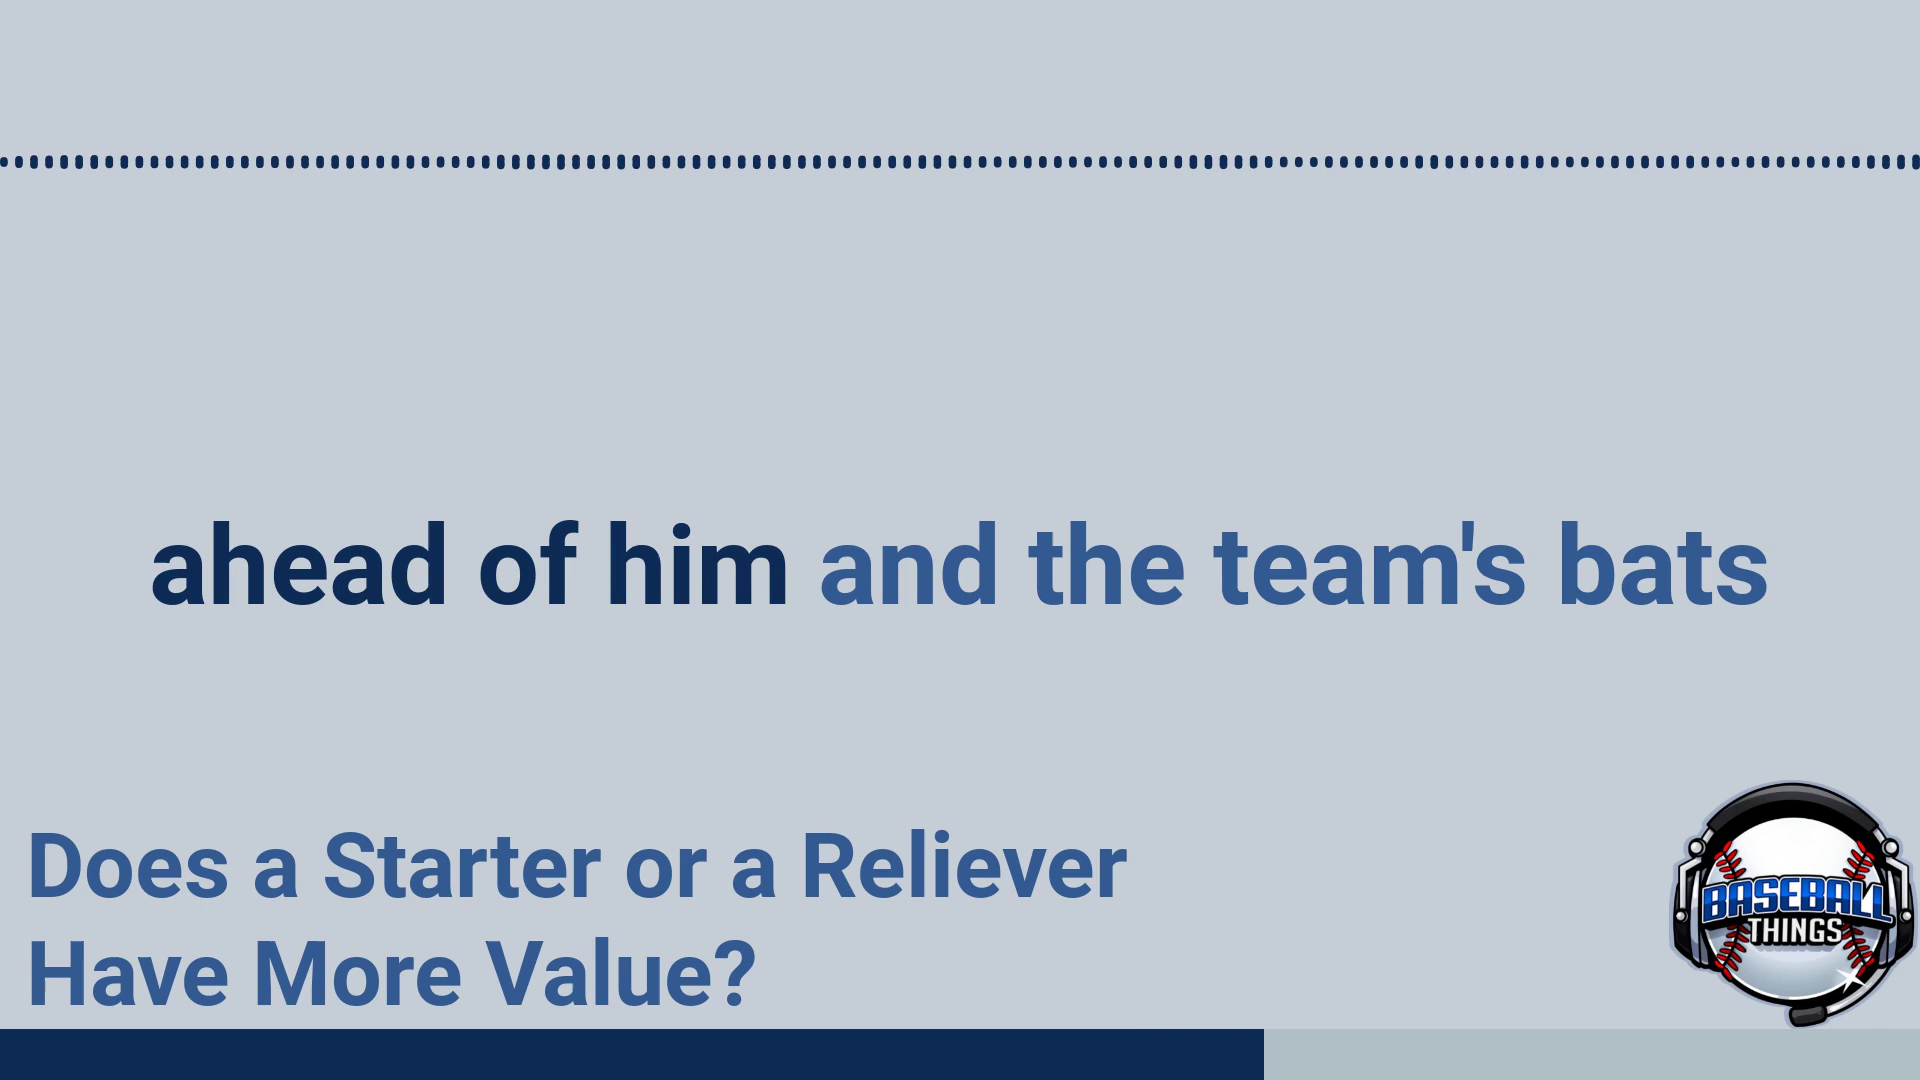 ahead of him and the team's bats
Does a Starter or a Reliever
Have More Value?
BASEBALL
THINGS